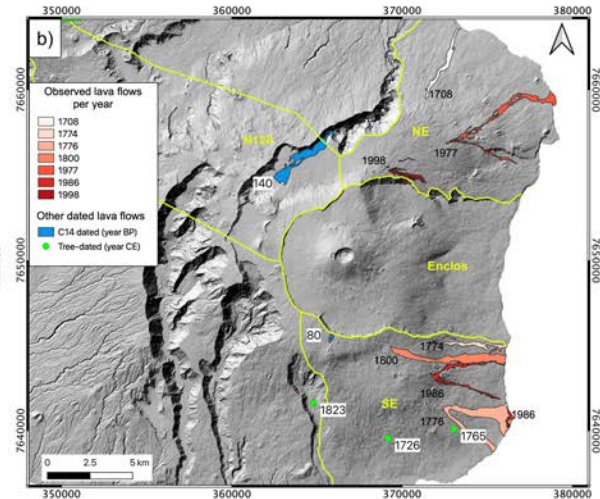 350000 360000 370000 380000
b)
7660000
7660000
Observed lava flows
per year
1708
1774
1776
1800
1977
1986
1998
Other dated lava flows
C14 dated (year BP)
Tree-dated (year CE)
1708
N120
NE
1977
1998
140
7650000
7650000
Enclos
80
1774
1800
1986
SE
1823
1776
1986
1765
1726
7640000
7640000
0 2.5 5 km
350000 360000 370000 380000